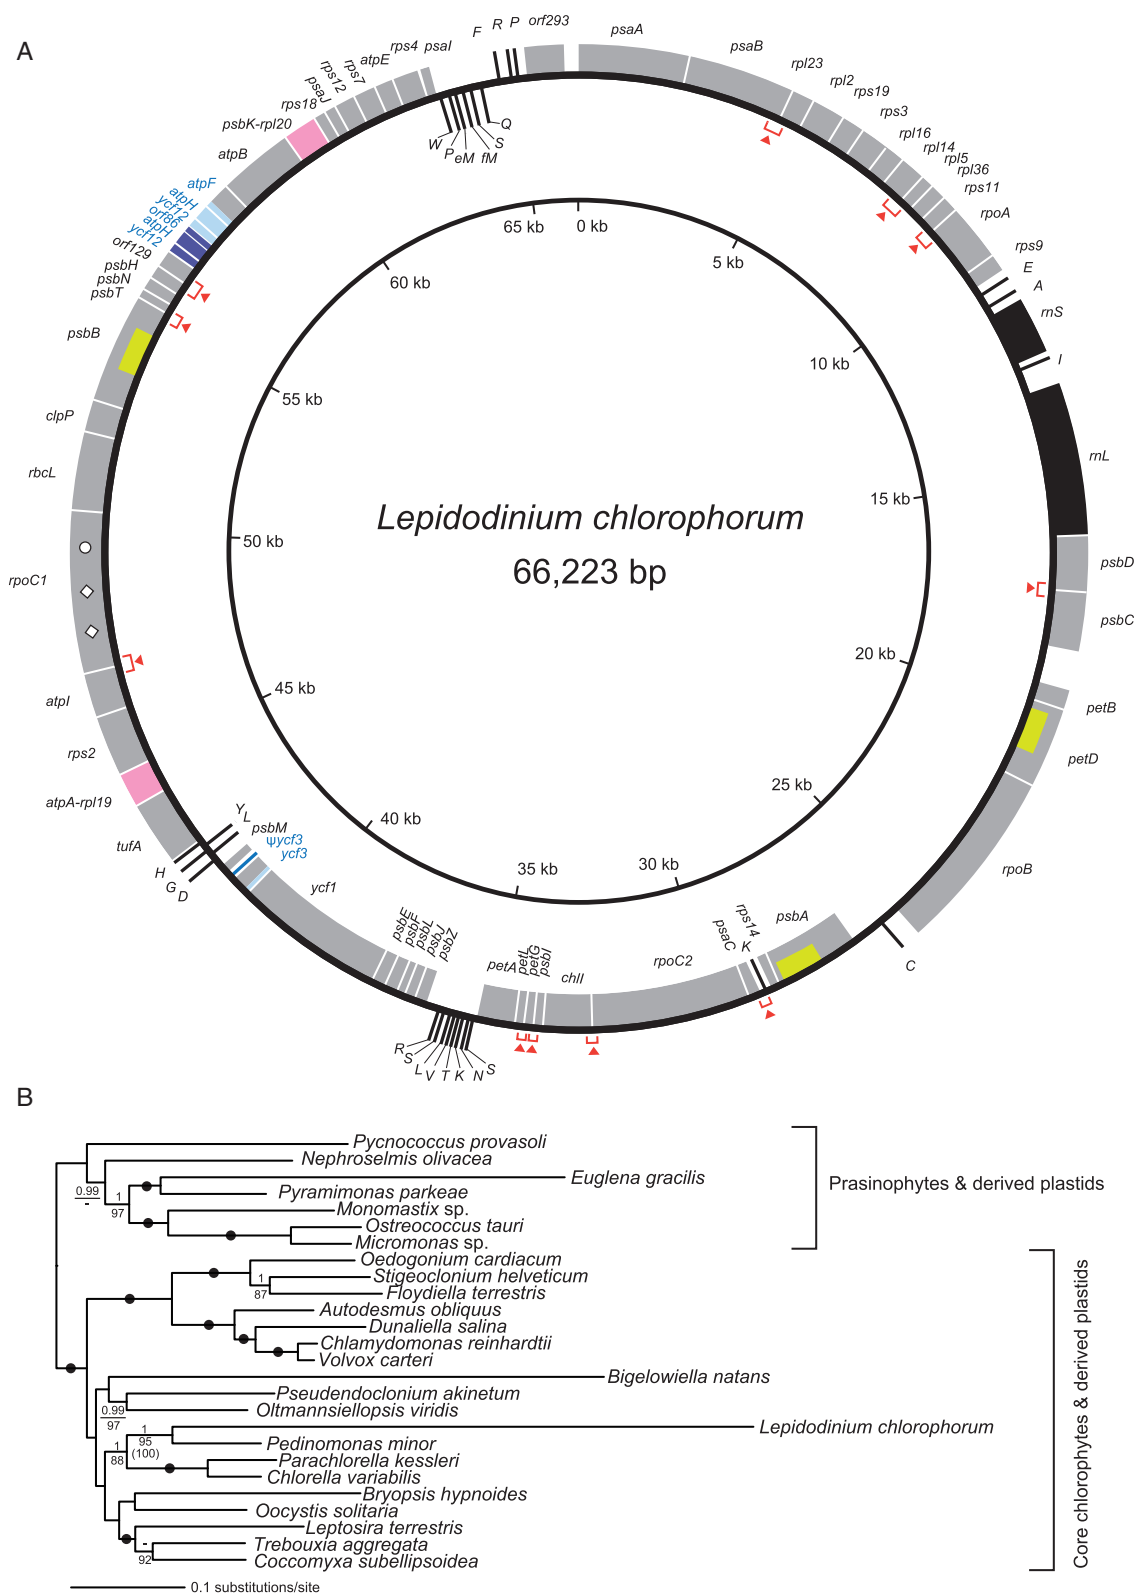 A
F R P orf293 psaA psaB rpl23 rpl2 rps19 rps3 rpl16 rpl14 rpl5 rpl36 rps11 rpoA rps9 E A rnS I rnL psbD psbC petB petD rpoB C
psbA rps14 K psaC rpoC2 chlI psbI petG petL petA
S N K T V L S R
psbZ psbJ psbL psbF psbE ycf1 ycf3 ψycf3 psbM L Y
D G H tufA atpA-rpl19 rps2 atpI rpoC1 rbcL clpP psbB psbT psbN psbH orf129 ycf12 atpH orf86 ycf12 atpH atpF atpB psbK-rpl20 rps18 psaJ rps12 rps7 atpE rps4 psaI
W P eM fM S Q
0 kb
5 kb
10 kb
15 kb
20 kb
25 kb
30 kb
35 kb
40 kb
45 kb
50 kb
55 kb
60 kb
65 kb
Lepidodinium chlorophorum
66,223 bp
B
Pycnococcus provasoli
Nephroselmis olivacea
Euglena gracilis
Pyramimonas parkeae
Monomastix sp.
Ostreococcus tauri
Micromonas sp.
Oedogonium cardiacum
Stigeoclonium helveticum
Floydiella terrestris
Autodesmus obliquus
Dunaliella salina
Chlamydomonas reinhardtii
Volvox carteri
Bigelowiella natans
Pseudendoclonium akinetum
Oltmannsiellopsis viridis
Lepidodinium chlorophorum
Pedinomonas minor
Parachlorella kessleri
Chlorella variabilis
Bryopsis hypnoides
Oocystis solitaria
Leptosira terrestris
Trebouxia aggregata
Coccomyxa subellipsoidea
0.99
-
1
97
1
87
0.99
97
1
95
(100)
1
88
-
92
Prasinophytes & derived plastids
Core chlorophytes & derived plastids
0.1 substitutions/site